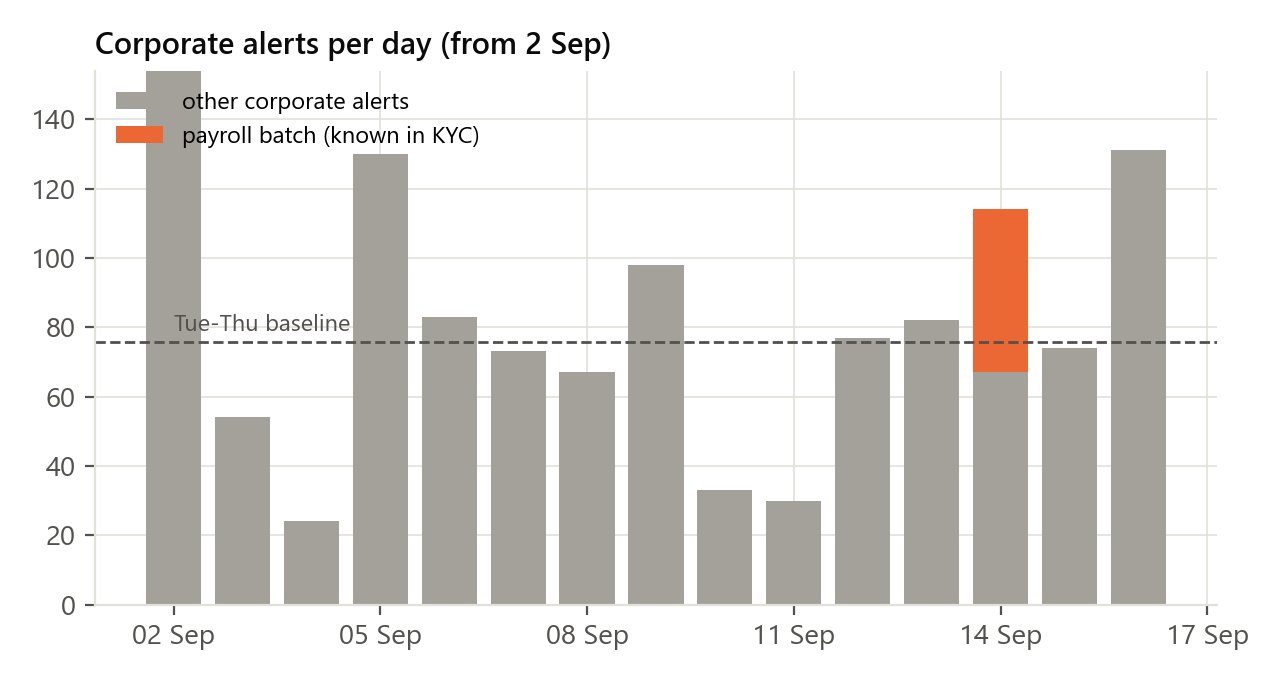 Corporate alerts per day (from 2 Sep)
other corporate alerts
payroll batch (known in KYC)
Tue-Thu baseline
140
120
100
80
60
40
20
0
02 Sep
05 Sep
08 Sep
11 Sep
14 Sep
17 Sep